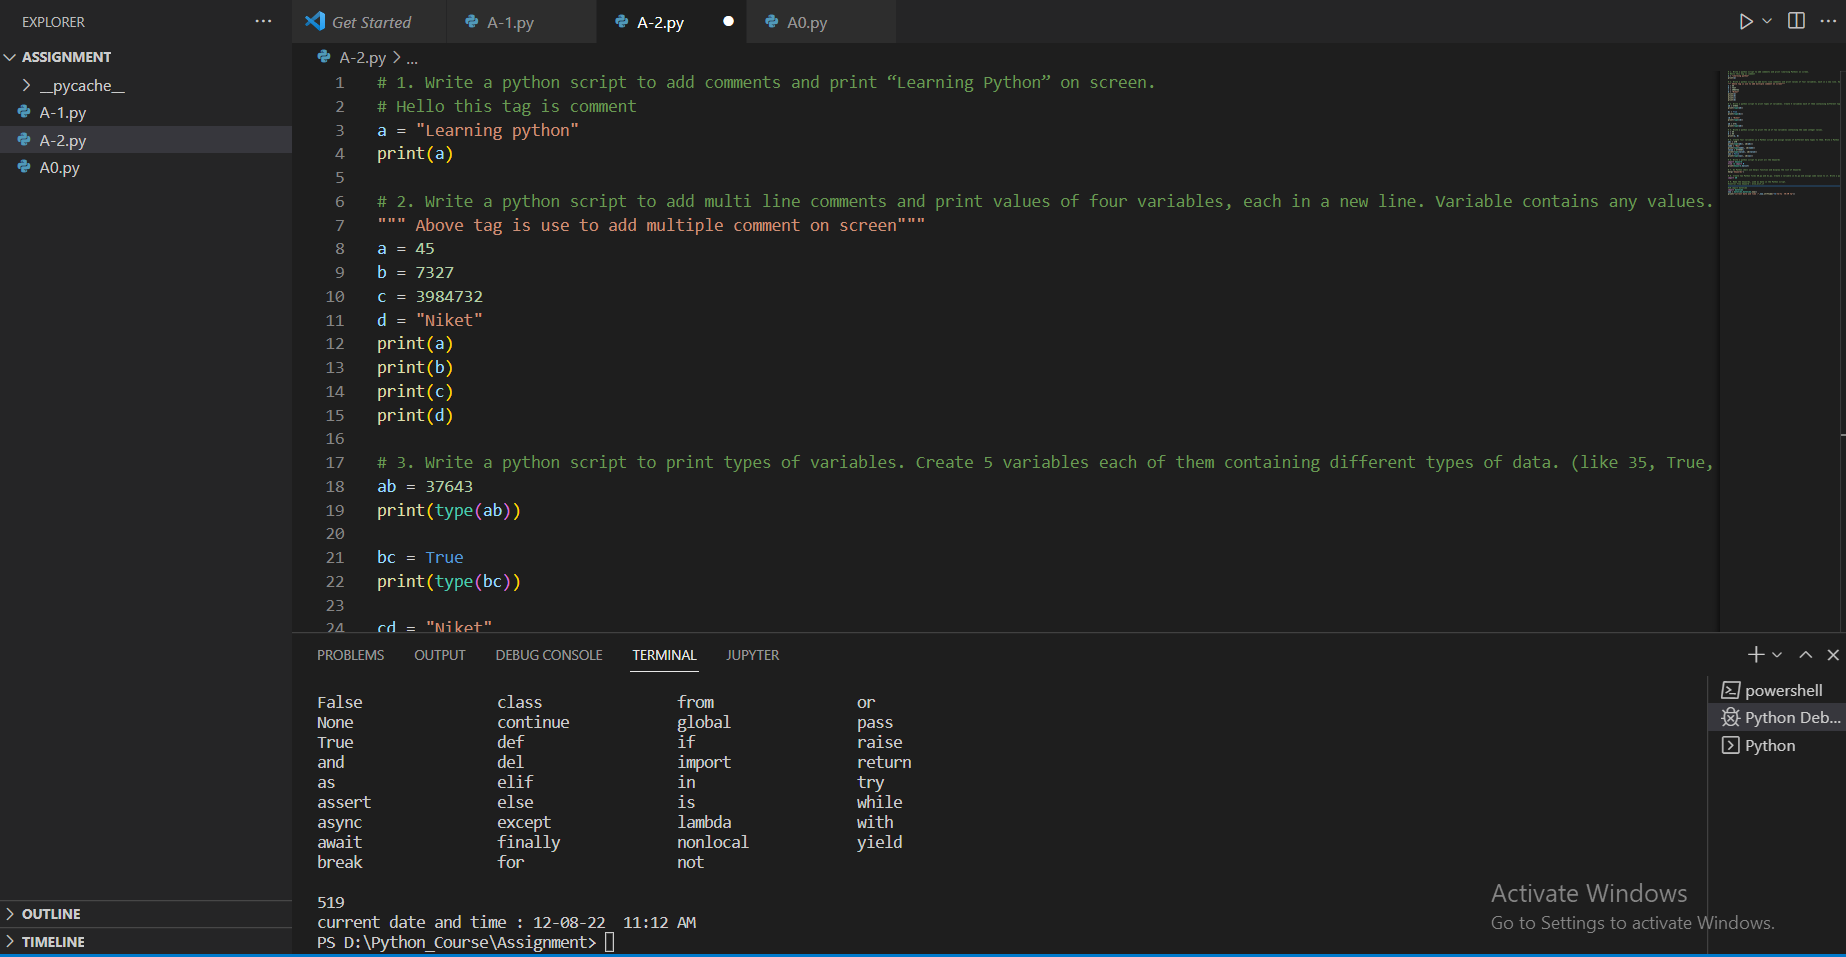 EXPLORER ...
Get Started A-1.py A-2.py A0.py
ASSIGNMENT
__pycache__
A-1.py
A-2.py
A0.py
A-2.py > ...
1 # 1. Write a python script to add comments and print “Learning Python” on screen.
2 # Hello this tag is comment
3 a = "Learning python"
4 print(a)
5
6 # 2. Write a python script to add multi line comments and print values of four variables, each in a new line. Variable contains any values.
7 """ Above tag is use to add multiple comment on screen"""
8 a = 45
9 b = 7327
10 c = 3984732
11 d = "Niket"
12 print(a)
13 print(b)
14 print(c)
15 print(d)
16
17 # 3. Write a python script to print types of variables. Create 5 variables each of them containing different types of data. (like 35, True,
18 ab = 37643
19 print(type(ab))
20
21 bc = True
22 print(type(bc))
23
24 cd = "Niket"
PROBLEMS OUTPUT DEBUG CONSOLE TERMINAL JUPYTER
False class from or
None continue global pass
True def if raise
and del import return
as elif in try
assert else is while
async except lambda with
await finally nonlocal yield
break for not
519
current date and time : 12-08-22 11:12 AM
PS D:\Python_Course\Assignment>
powershell
Python Deb...
Python
OUTLINE
TIMELINE
Activate Windows
Go to Settings to activate Windows.